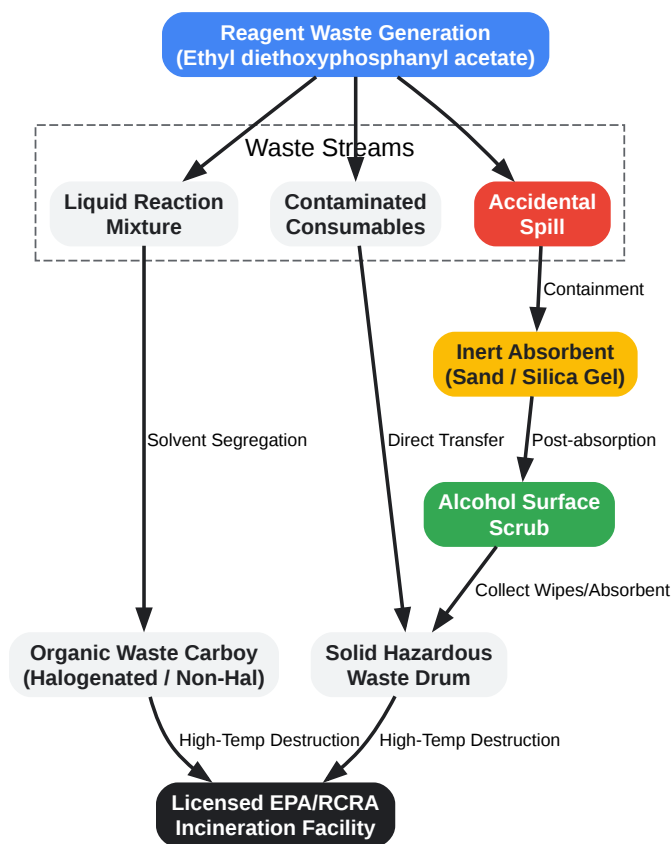 Reagent Waste Generation
(Ethyl diethoxyphosphanyl acetate)
Waste Streams
Liquid Reaction
Mixture
Contaminated
Consumables
Accidental
Spill
Containment
Inert Absorbent
(Sand / Silica Gel)
Solvent Segregation
Direct Transfer
Post-absorption
Alcohol Surface
Scrub
Collect Wipes/Absorbent
Organic Waste Carboy
(Halogenated / Non-Hal)
Solid Hazardous
Waste Drum
High-Temp Destruction
High-Temp Destruction
Licensed EPA/RCRA
Incineration Facility